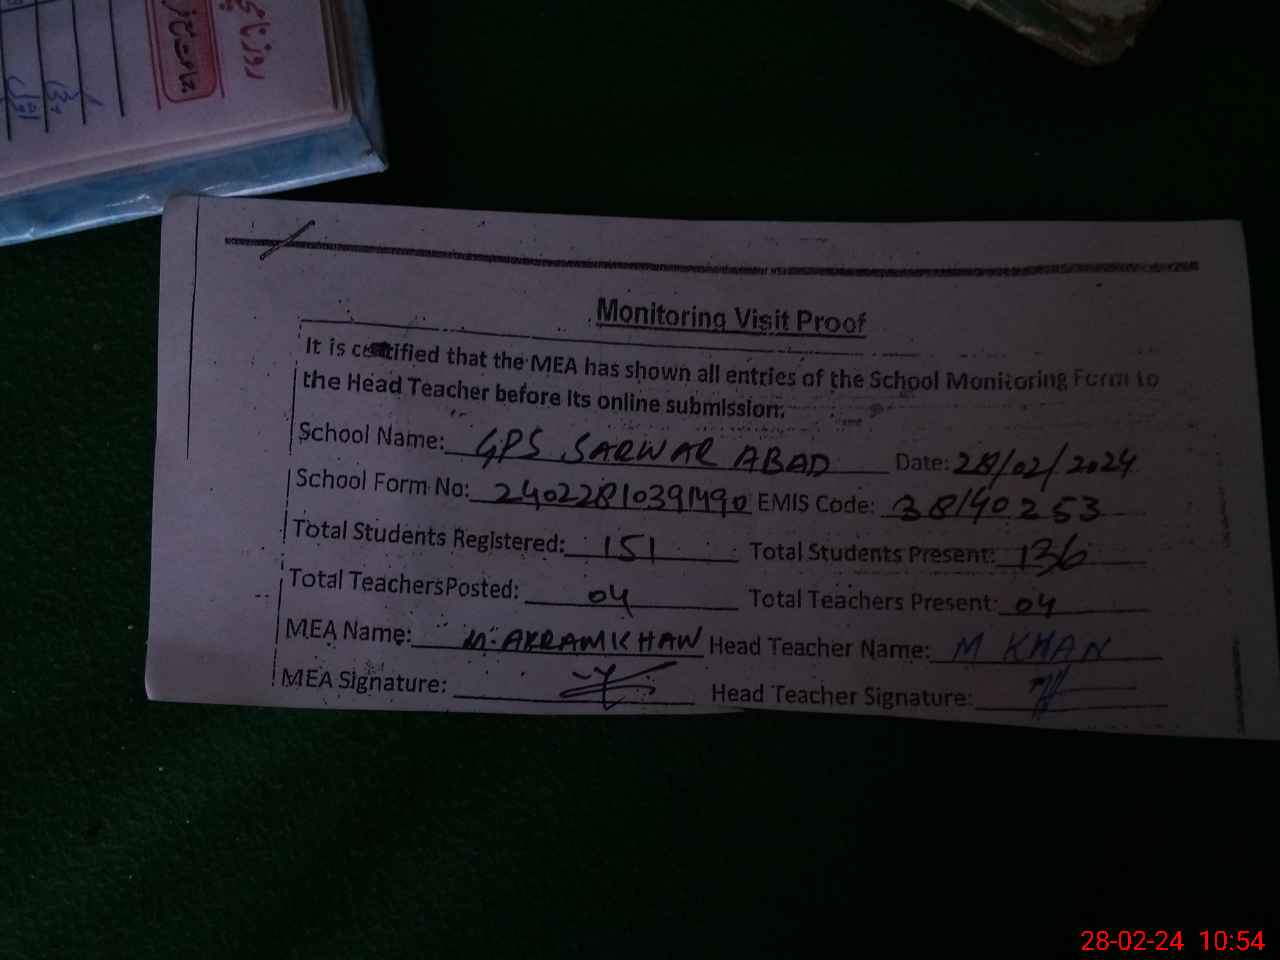 روزنامچہ
Monitoring Visit Proof
It is certified that the MEA has shown all entries of the School Monitoring Form to
the Head Teacher before its online submission.
School Name: GPS SARWAR ABAD Date: 28/02/2024
School Form No: 24022810391490 EMIS Code: 38140253
Total Students Registered: 151 Total Students Present: 136
Total Teachers Posted: 04 Total Teachers Present: 04
MEA Name: M. AKRAM KHAN Head Teacher Name: M KHAN
MEA Signature: Head Teacher Signature:
28-02-24 10:54